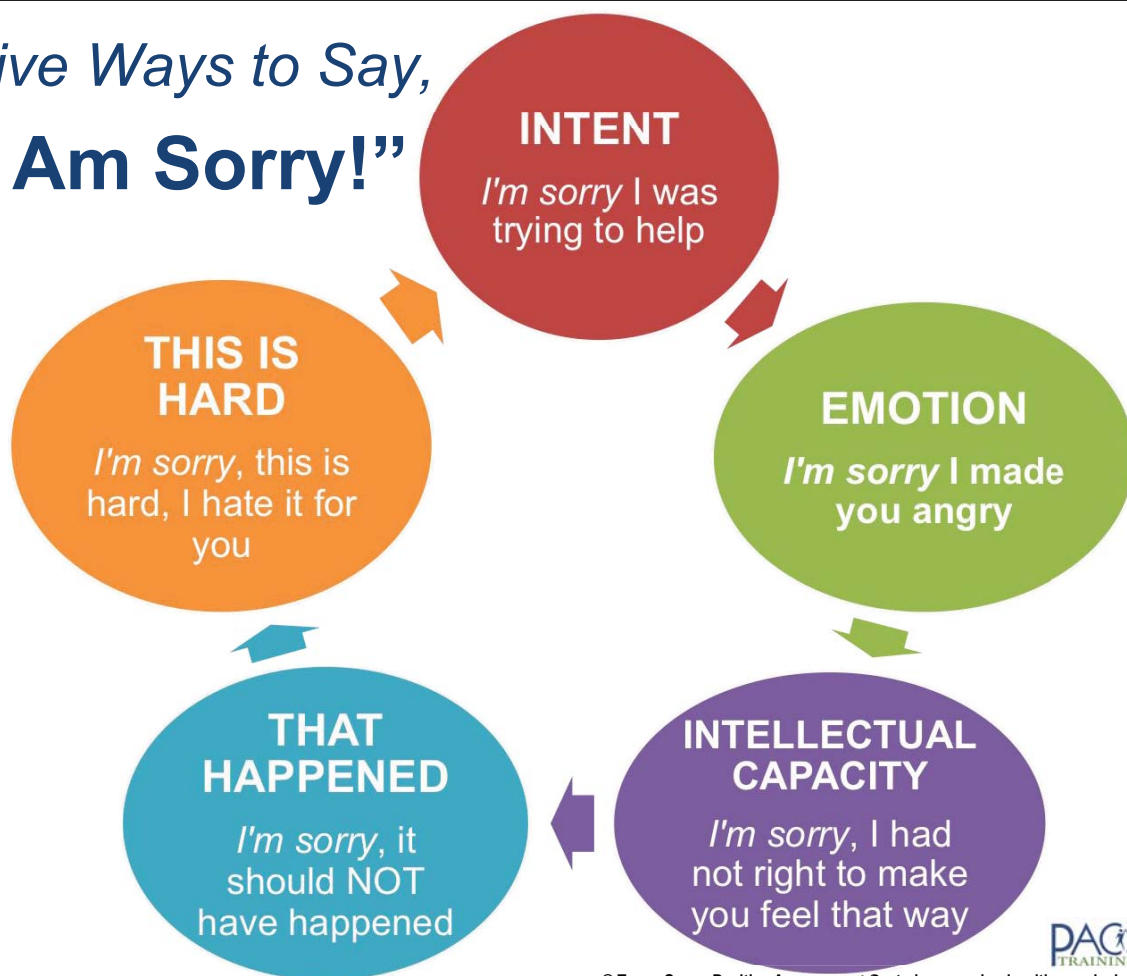 ive Ways to Say,
Am Sorry!”
INTENT
I'm sorry I was
trying to help
EMOTION
I'm sorry I made
you angry
INTELLECTUAL
CAPACITY
I'm sorry, I had
not right to make
you feel that way
THAT
HAPPENED
I'm sorry, it
should NOT
have happened
THIS IS
HARD
I'm sorry, this is
hard, I hate it for
you
PAC
TRAININ